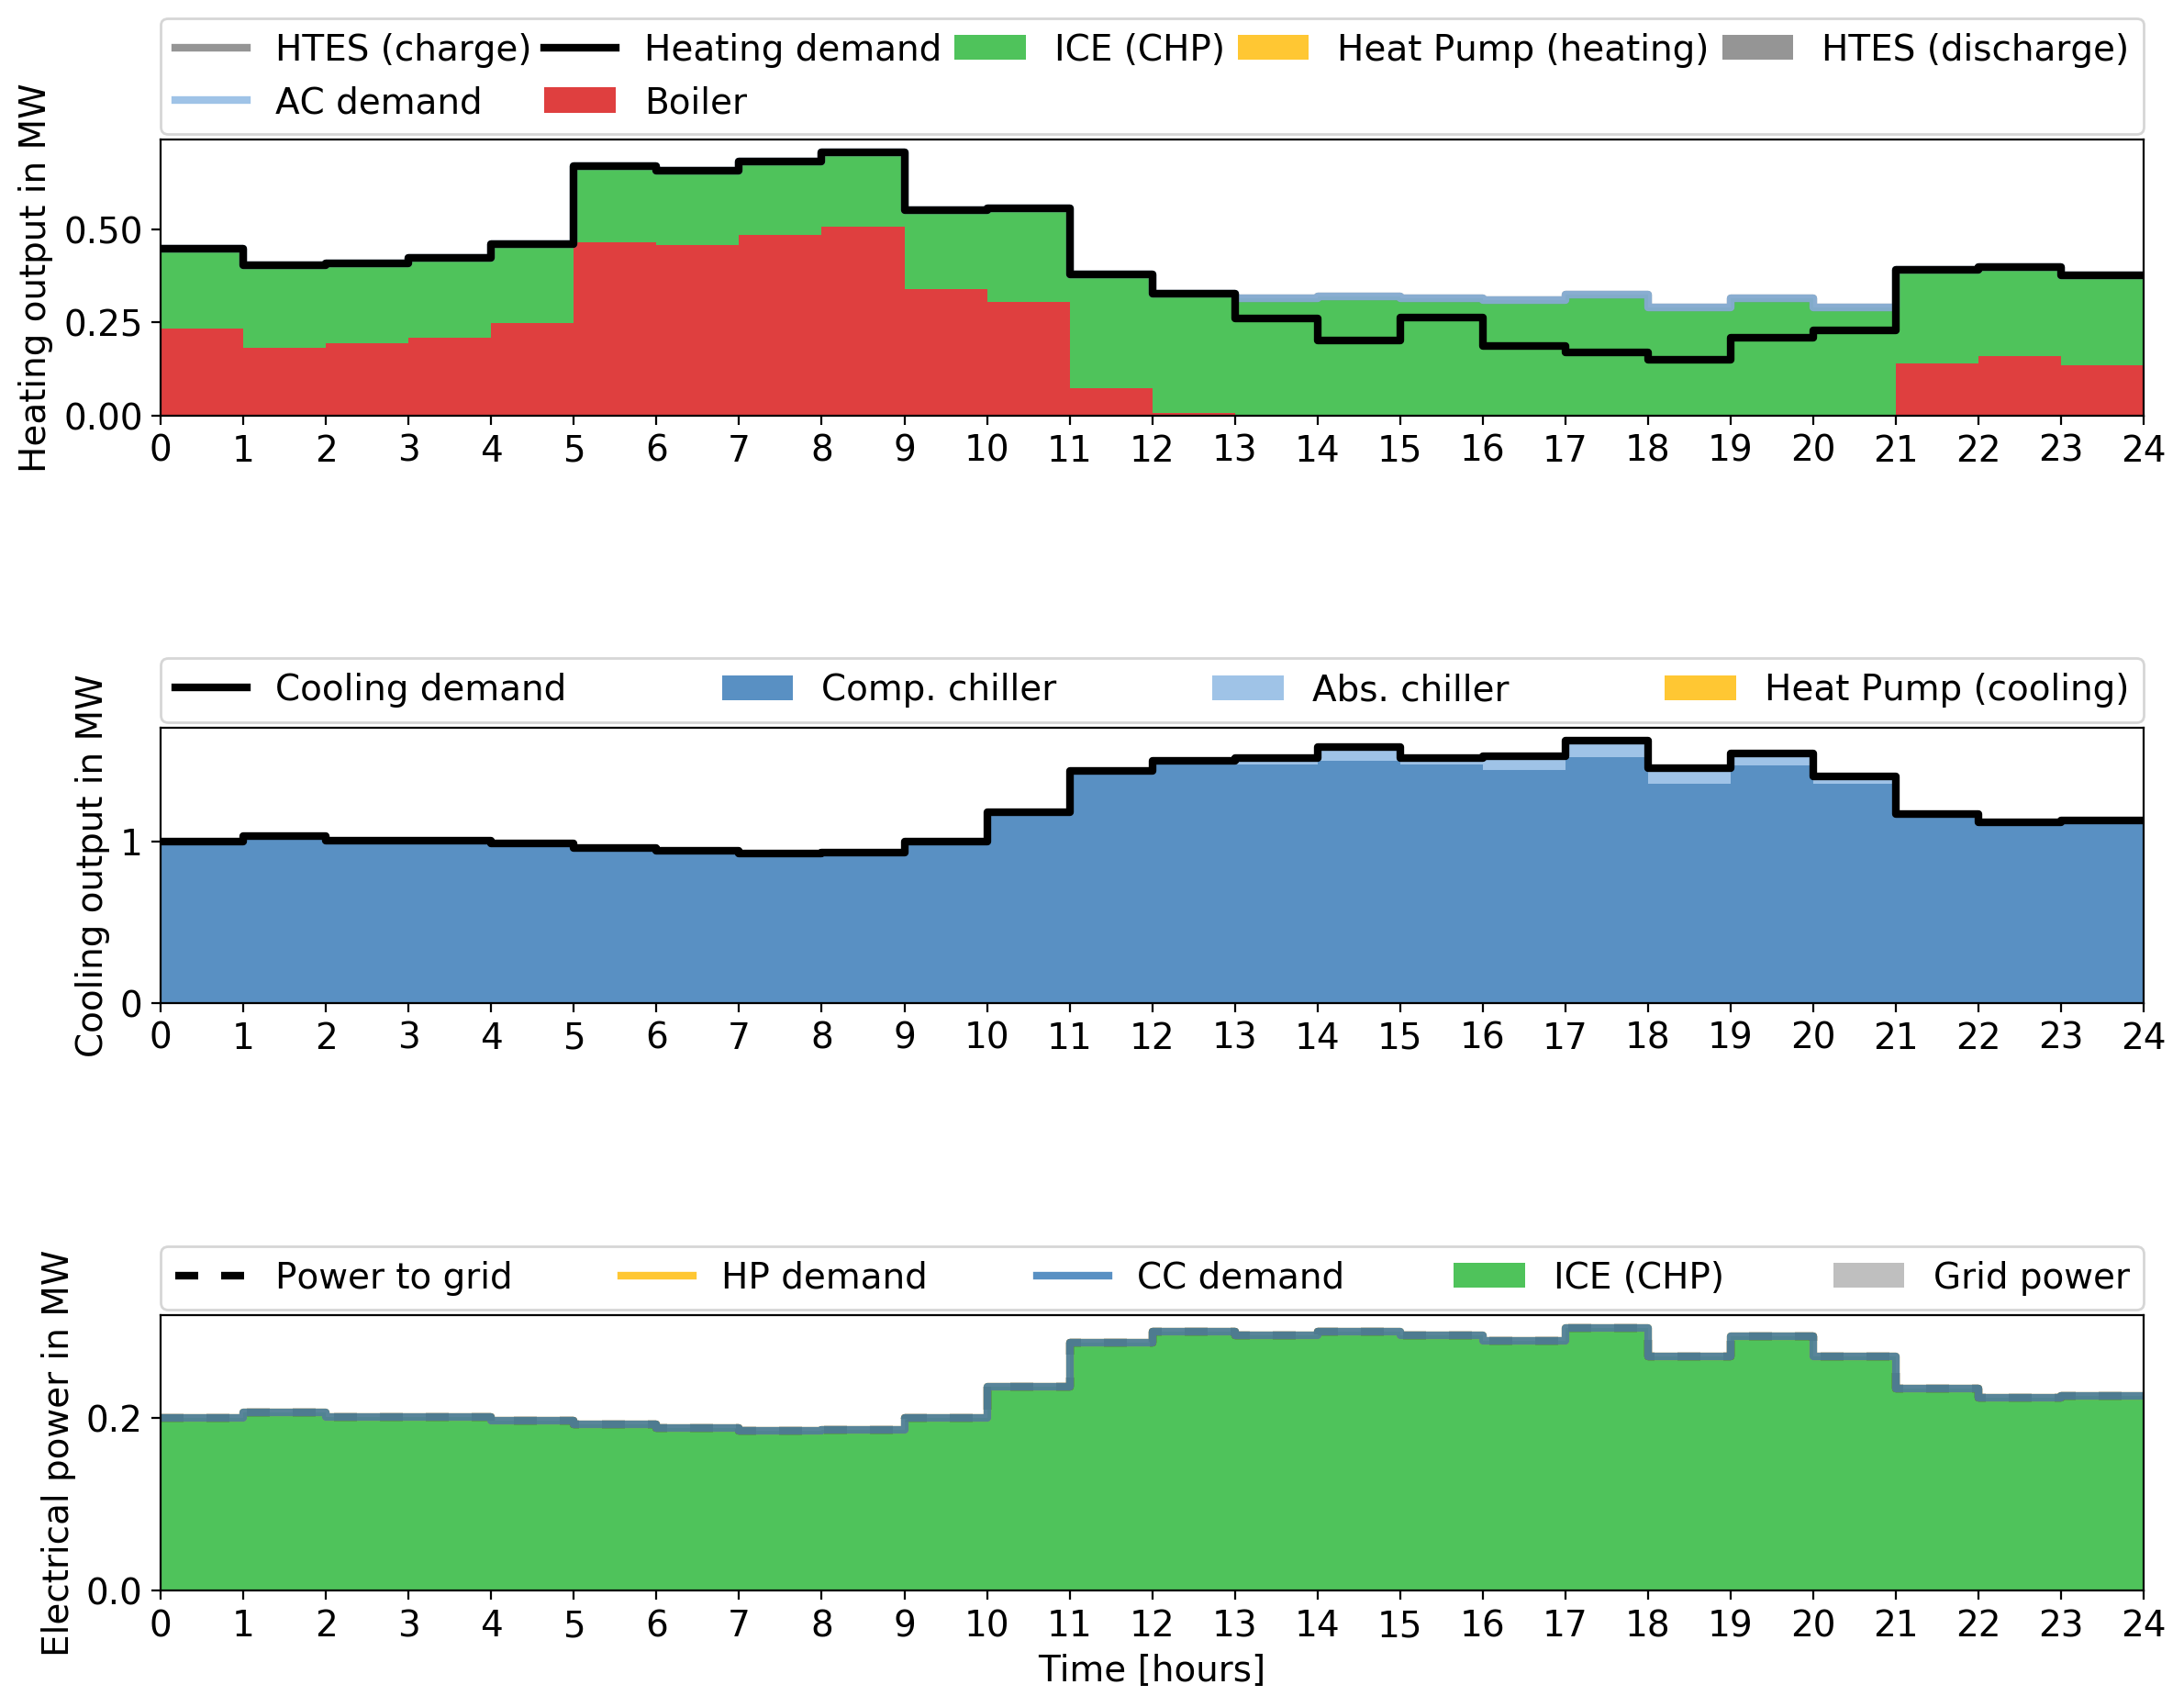 HTES (charge) Heating demand ICE (CHP) Heat Pump (heating) HTES (discharge)
AC demand Boiler
Heating output in MW
0.50
0.25
0.00
0 1 2 3 4 5 6 7 8 9 10 11 12 13 14 15 16 17 18 19 20 21 22 23 24
Cooling demand Comp. chiller Abs. chiller Heat Pump (cooling)
Cooling output in MW
1
0
0 1 2 3 4 5 6 7 8 9 10 11 12 13 14 15 16 17 18 19 20 21 22 23 24
Power to grid HP demand CC demand ICE (CHP) Grid power
Electrical power in MW
0.2
0.0
0 1 2 3 4 5 6 7 8 9 10 11 12 13 14 15 16 17 18 19 20 21 22 23 24
Time [hours]